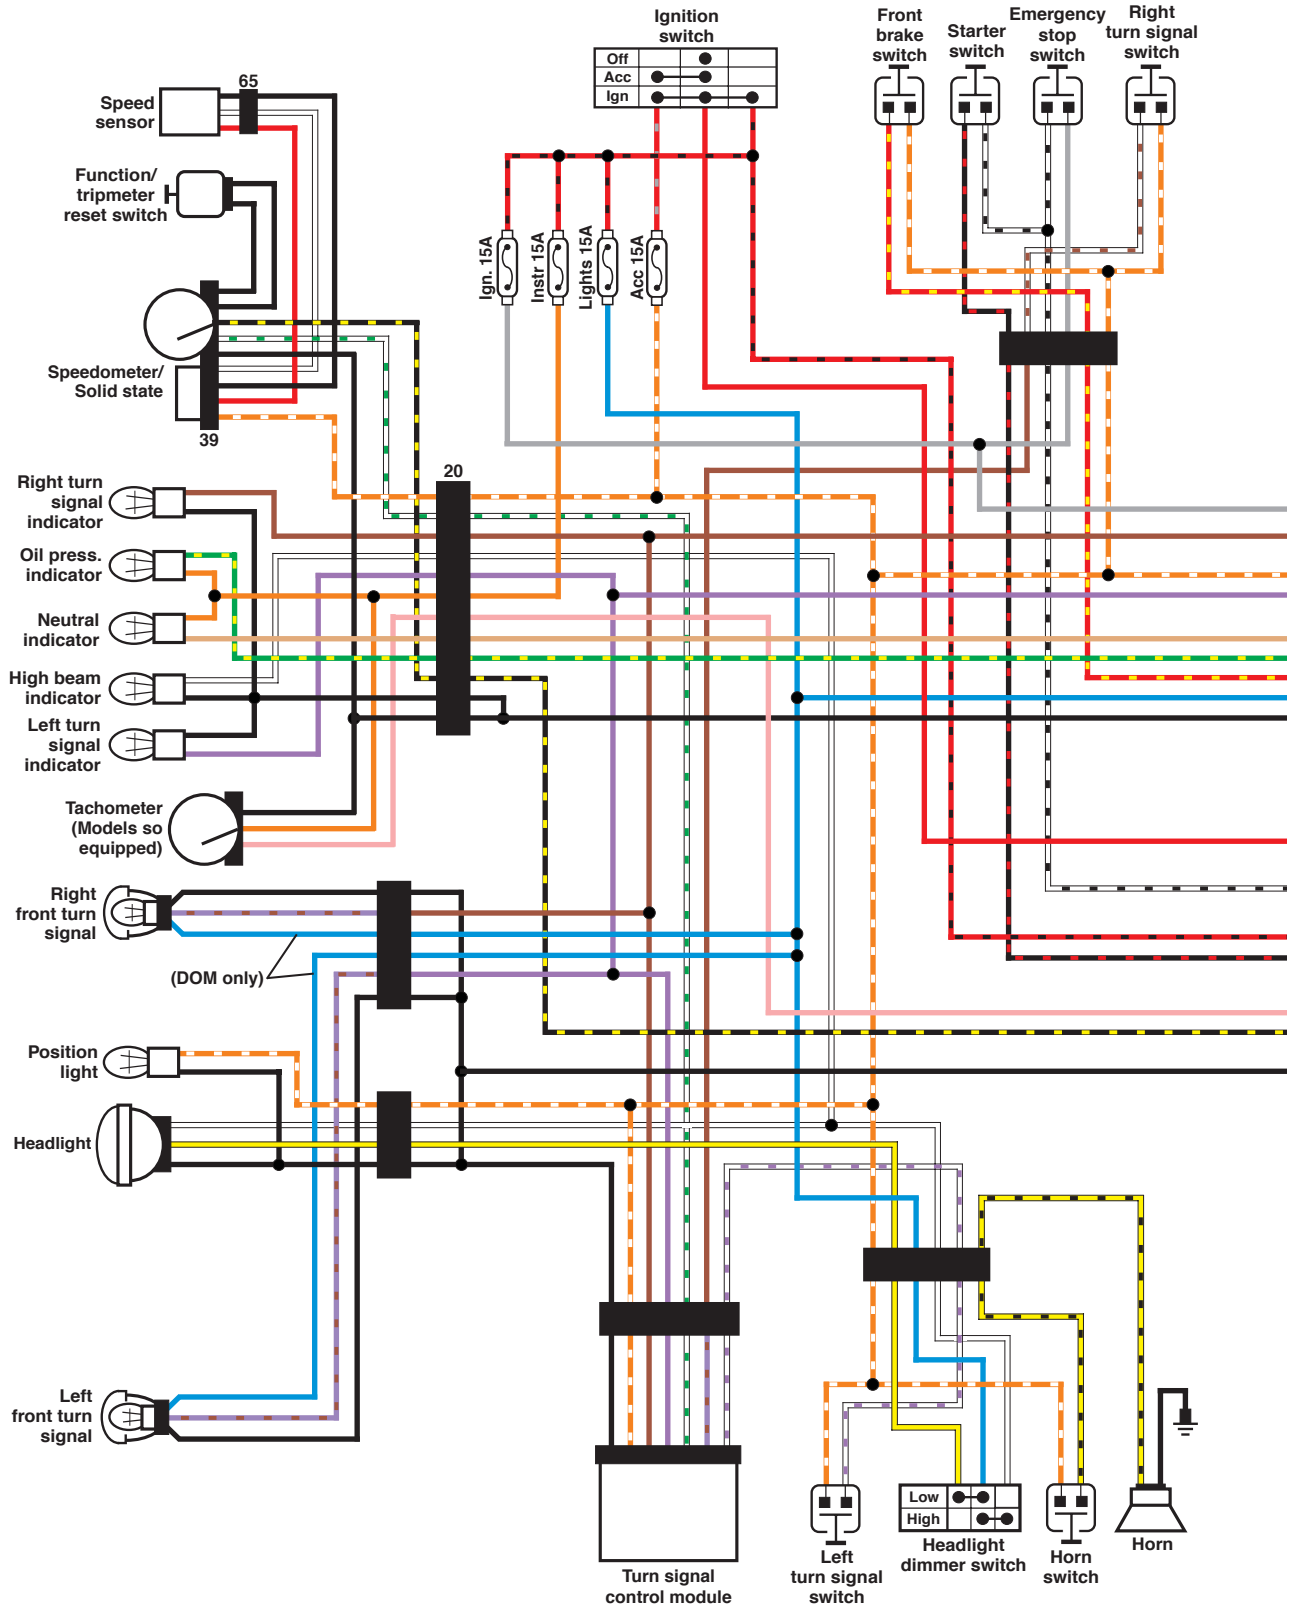 Ignition
switch
Off
Acc
Ign
Front
brake
switch
Starter
switch
Emergency
stop
switch
Right
turn signal
switch
65
Speed
sensor
Function/
tripmeter
reset switch
Ign. 15A
Instr 15A
Lights 15A
Acc 15A
Speedometer/
Solid state
39
20
Right turn
signal
indicator
Oil press.
indicator
Neutral
indicator
High beam
indicator
Left turn
signal
indicator
Tachometer
(Models so
equipped)
Right
front turn
signal
(DOM only)
Position
light
Headlight
Left
front turn
signal
Low
High
Turn signal
control module
Left
turn signal
switch
Headlight
dimmer switch
Horn
switch
Horn